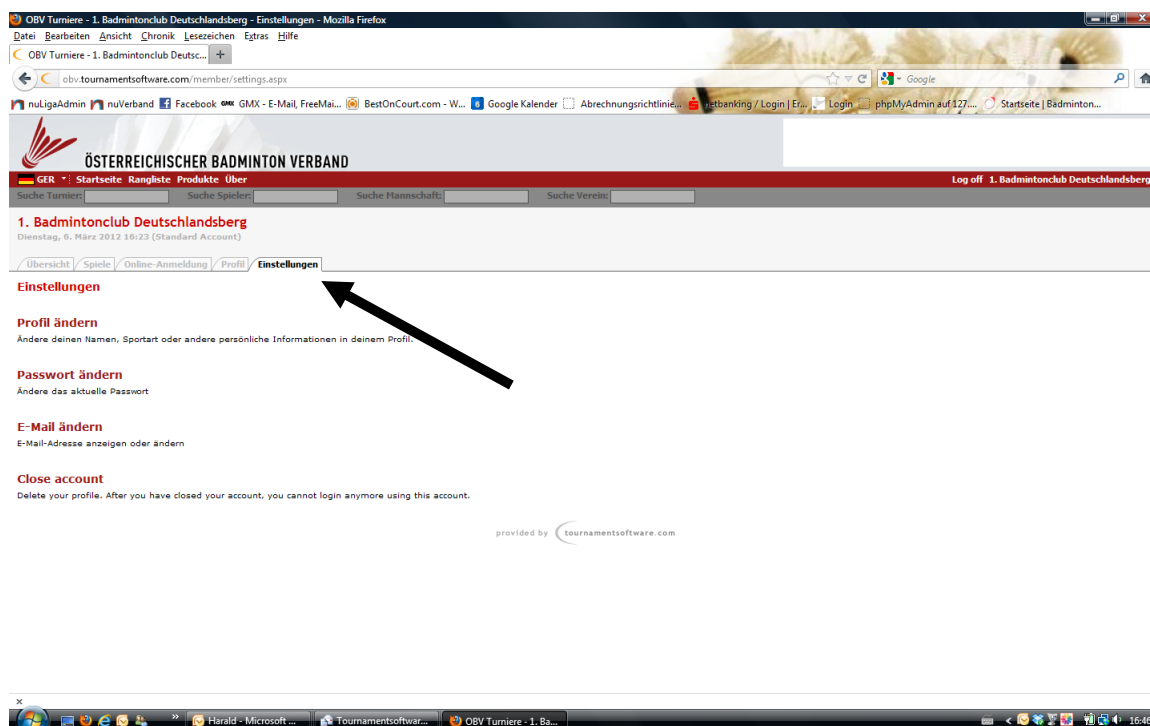 OBV Turniere - 1. Badmintonclub Deutschlandsberg - Einstellungen - Mozilla Firefox
Datei Bearbeiten Ansicht Chronik Lesezeichen Extras Hilfe
OBV Turniere - 1. Badmintonclub Deutsc... +
obv.tournamentsoftware.com/member/settings.aspx
Google
nuLigaAdmin nuVerband Facebook GMX GMX - E-Mail, FreeMai... BestOnCourt.com - W... Google Kalender Abrechnungsrichtlinie... netbanking / Login | Er... Login phpMyAdmin auf 127.... Startseite | Badminton...
ÖSTERREICHISCHER BADMINTON VERBAND
GER Startseite Rangliste Produkte Über Log off 1. Badmintonclub Deutschlandsberg
Suche Turnier: Suche Spieler: Suche Mannschaft: Suche Verein:
1. Badmintonclub Deutschlandsberg
Dienstag, 6. März 2012 16:23 (Standard Account)
Übersicht Spiele Online-Anmeldung Profil Einstellungen
Einstellungen
Profil ändern
Ändere deinen Namen, Sportart oder andere persönliche Informationen in deinem Profil.
Passwort ändern
Ändere das aktuelle Passwort
E-Mail ändern
E-Mail-Adresse anzeigen oder ändern
Close account
Delete your profile. After you have closed your account, you cannot login anymore using this account.
provided by tournamentsoftware.com
x
» Harald - Microsoft ... Tournamentsoftwar... OBV Turniere - 1. Ba... < 16:46